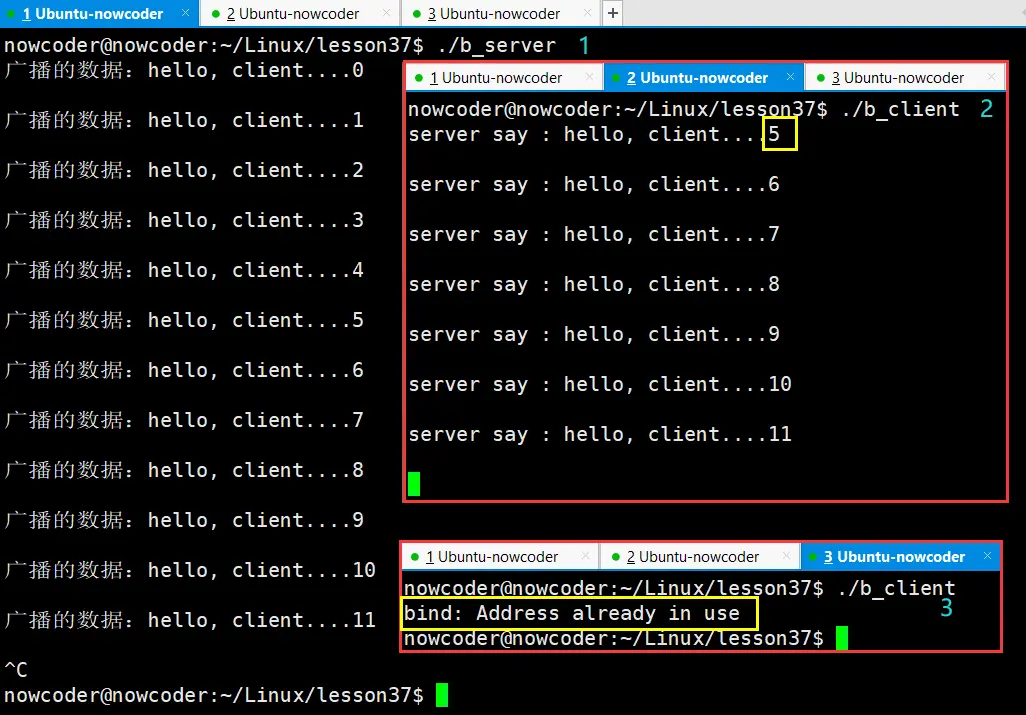 1 Ubuntu-nowcoder × 2 Ubuntu-nowcoder × 3 Ubuntu-nowcoder × +
nowcoder@nowcoder:~/Linux/lesson37$ ./b_server 1
广播的数据：hello, client....0
广播的数据：hello, client....1
广播的数据：hello, client....2
广播的数据：hello, client....3
广播的数据：hello, client....4
广播的数据：hello, client....5
广播的数据：hello, client....6
广播的数据：hello, client....7
广播的数据：hello, client....8
广播的数据：hello, client....9
广播的数据：hello, client....10
广播的数据：hello, client....11
^C
nowcoder@nowcoder:~/Linux/lesson37$
1 Ubuntu-nowcoder × 2 Ubuntu-nowcoder × 3 Ubuntu-nowcoder ×
nowcoder@nowcoder:~/Linux/lesson37$ ./b_client 2
server say : hello, client....5
server say : hello, client....6
server say : hello, client....7
server say : hello, client....8
server say : hello, client....9
server say : hello, client....10
server say : hello, client....11
1 Ubuntu-nowcoder × 2 Ubuntu-nowcoder × 3 Ubuntu-nowcoder ×
nowcoder@nowcoder:~/Linux/lesson37$ ./b_client
bind: Address already in use 3
nowcoder@nowcoder:~/Linux/lesson37$